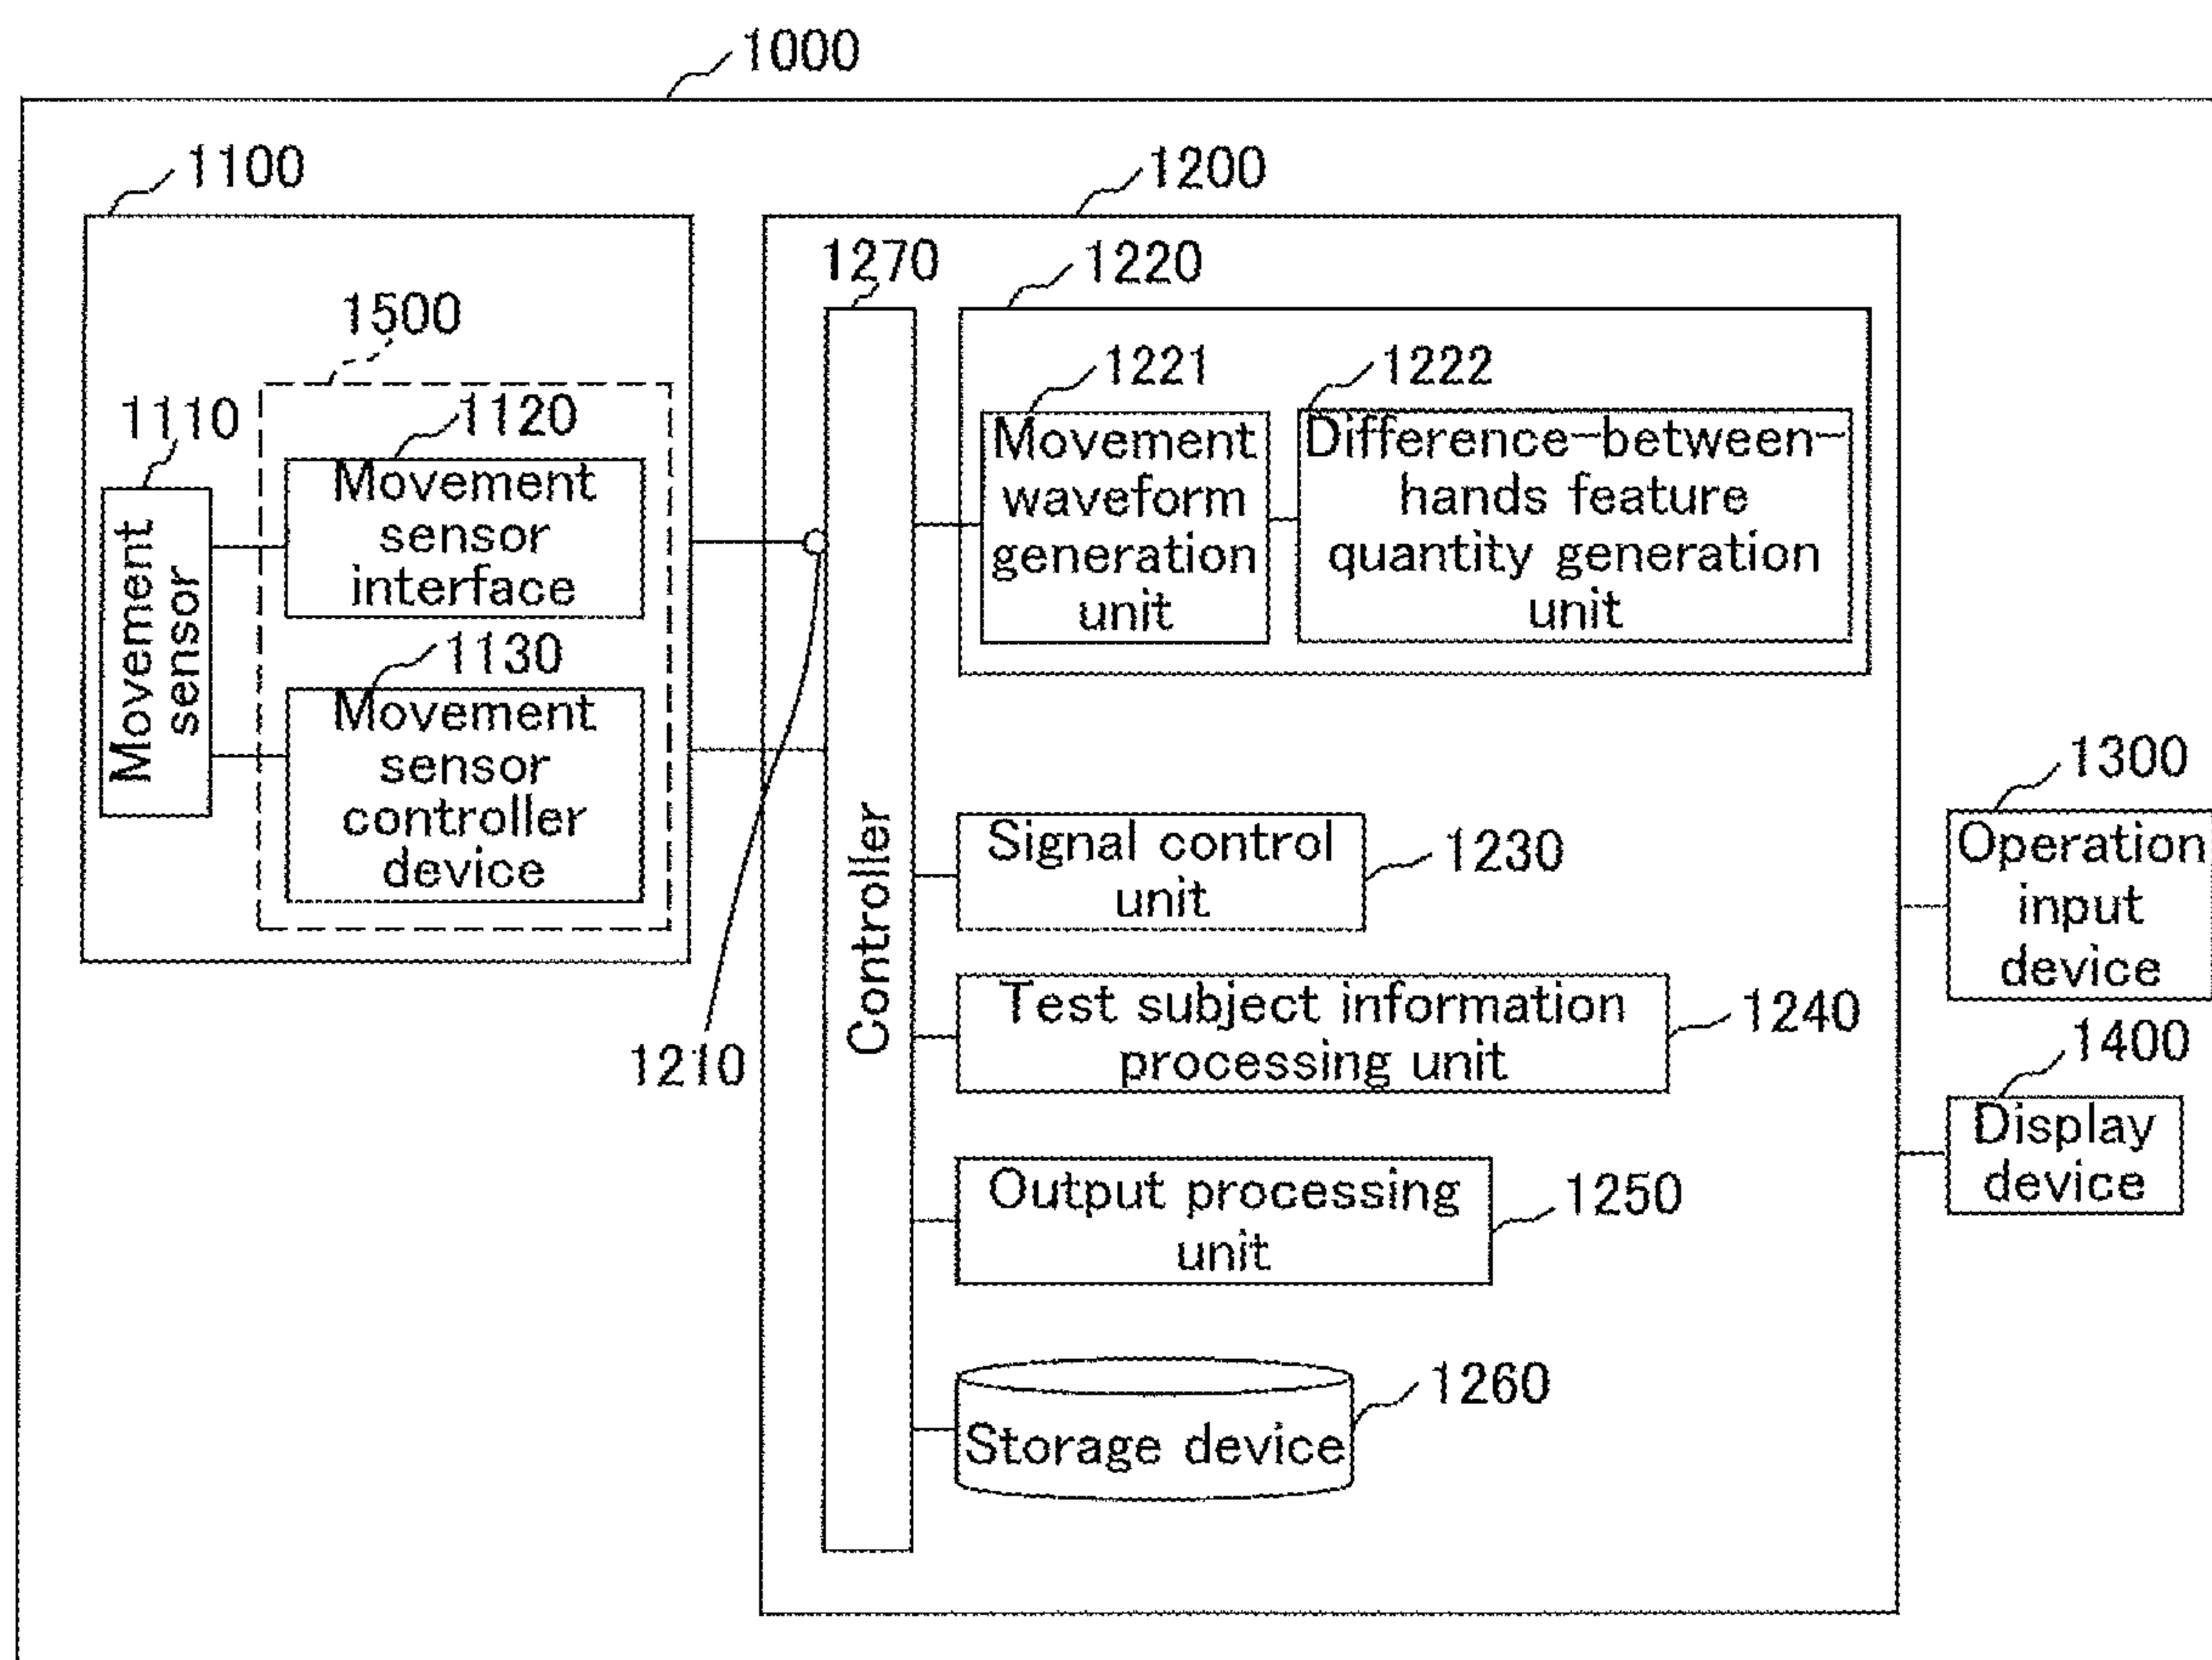 1000
1100
1200
1270
1220
1500
1221
1222
1110
1120
Movement
sensor
Movement
sensor
interface
1130
Movement
sensor
controller
device
Movement
waveform
generation
unit
Difference-between-
hands feature
quantity generation
unit
Controller
1210
Signal control
unit
1230
Test subject information
processing unit
1240
Output processing
unit
1250
Storage device
1260
1300
Operation
input
device
1400
Display
device